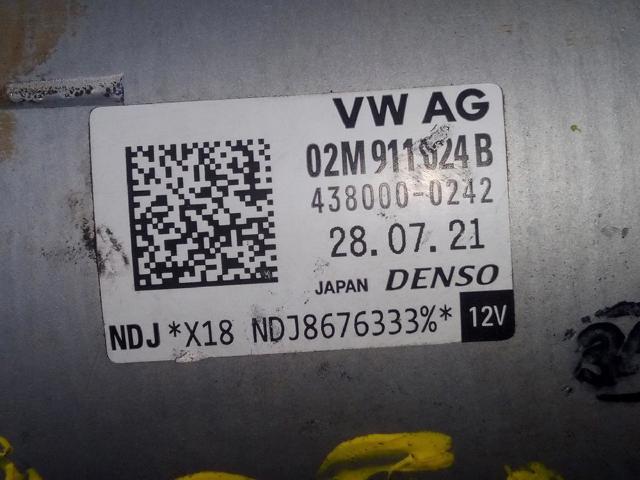 VW AG
02M911024B
438000-0242
28.07.21
JAPAN DENSO
NDJ *X18 NDJ8676333%* 12V